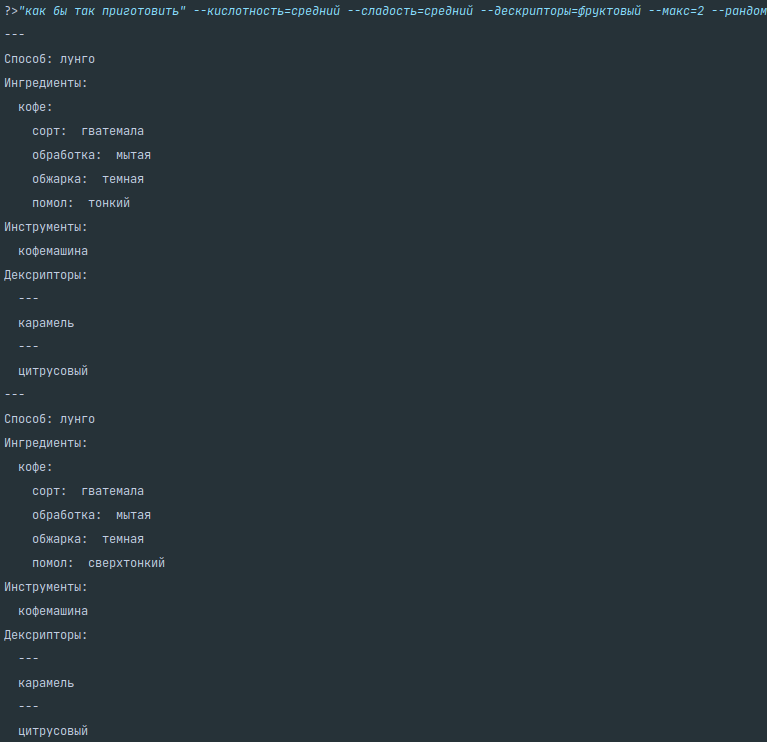 ?>"как бы так приготовить" --кислотность=средний --сладость=средний --дескрипторы=фруктовый --макс=2 --рандом
---
Способ: лунго
Ингредиенты:
  кофе:
    сорт:  гватемала
    обработка:  мытая
    обжарка:  темная
    помол:  тонкий
Инструменты:
  кофемашина
Дексрипторы:
  ---
  карамель
  ---
  цитрусовый
---
Способ: лунго
Ингредиенты:
  кофе:
    сорт:  гватемала
    обработка:  мытая
    обжарка:  темная
    помол:  сверхтонкий
Инструменты:
  кофемашина
Дексрипторы:
  ---
  карамель
  ---
  цитрусовый